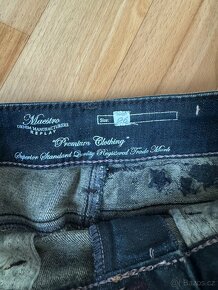 Maestro
DENIM MANUFACTURERS
REPLAY
Size:
"Premium Clothing"
Superior Standard Quality Registered Trade Mark
Bazos.cz